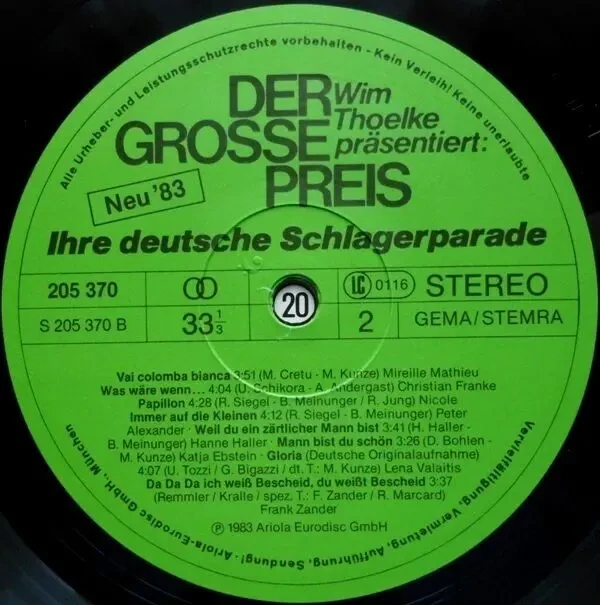 Alle Urheber- und Leistungsschutzrechte vorbehalten - Kein Verleih! Keine unerlaubte
Vervielfältigung, Vermietung, Aufführung, Sendung! - Ariola-Eurodisc GmbH., München
DER
GROSSE
PREIS
Wim
Thoelke
präsentiert:
Neu '83
Ihre deutsche Schlagerparade
205 370
LC 0116 STEREO
S 205 370 B
33 1/3
20
2
GEMA/STEMRA
Vai colomba bianca 3:51 (M. Cretu - M. Kunze) Mireille Mathieu
Was wäre wenn... 4:04 (U. Schikora - A. Andergast) Christian Franke
Papillon 4:28 (R. Siegel - B. Meinunger / R. Jung) Nicole
Immer auf die Kleinen 4:12 (R. Siegel - B. Meinunger) Peter
Alexander · Weil du ein zärtlicher Mann bist 3:41 (H. Haller -
B. Meinunger) Hanne Haller · Mann bist du schön 3:26 (D. Bohlen -
M. Kunze) Katja Ebstein · Gloria (Deutsche Originalaufnahme)
4:07 (U. Tozzi / G. Bigazzi / dt. T.: M. Kunze) Lena Valaitis
Da Da Da ich weiß Bescheid, du weißt Bescheid 3:37
(Remmler / Kralle / spez. T.: F. Zander / R. Marcard)
Frank Zander
Ⓟ 1983 Ariola Eurodisc GmbH